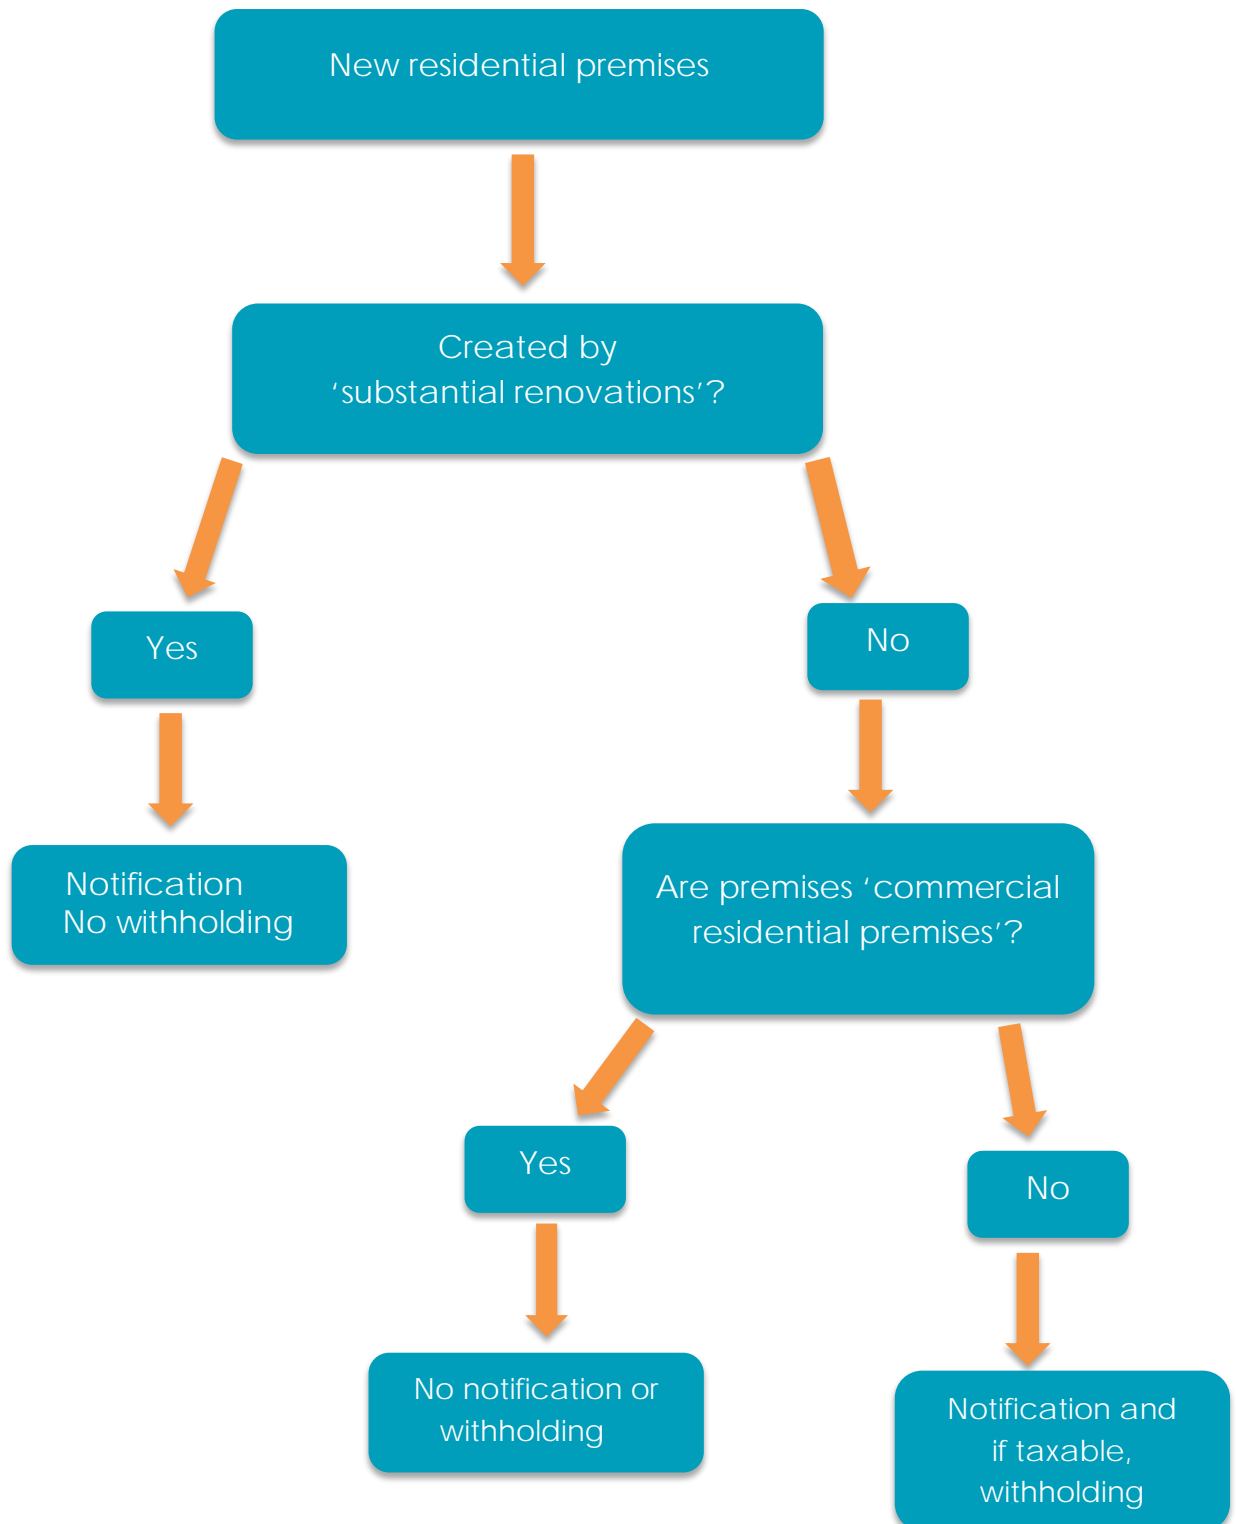 New residential premises
Created by
‘substantial renovations’?
Yes
No
Notification
No withholding
Are premises ‘commercial
residential premises’?
Yes
No
No notification or
withholding
Notification and
if taxable,
withholding